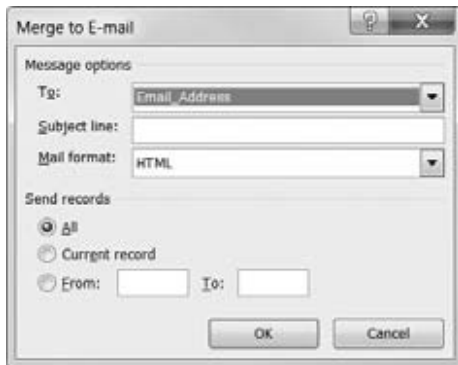 Merge to E-mail
Message options
To: Email_Address
Subject line:
Mail format: HTML
Send records
All
Current record
From: To:
OK Cancel